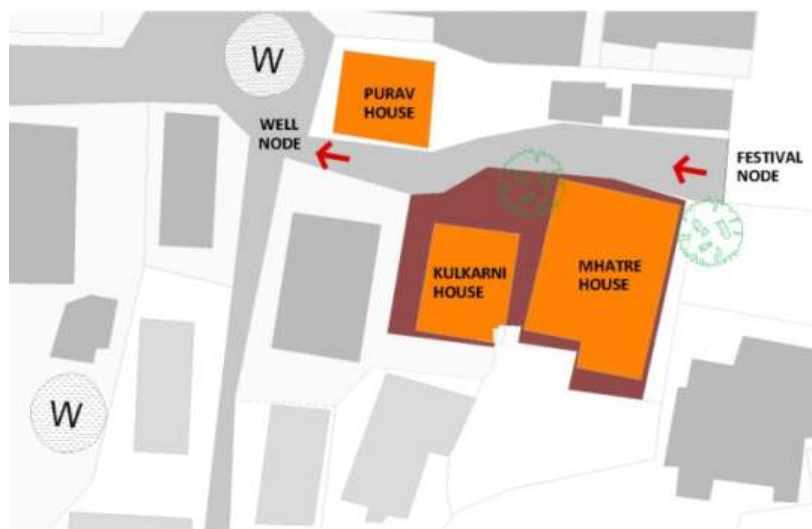 W
PURAV
HOUSE
WELL
NODE
FESTIVAL
NODE
KULKARNI
HOUSE
MHATRE
HOUSE
W